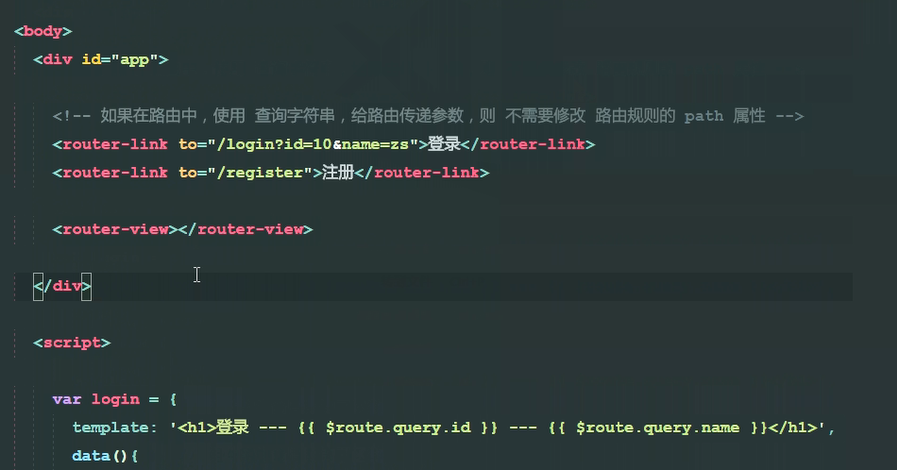 <body>
<div id="app">
<!-- 如果在路由中，使用 查询字符串，给路由传递参数，则 不需要修改 路由规则的 path 属性 -->
<router-link to="/login?id=10&name=zs">登录</router-link>
<router-link to="/register">注册</router-link>
<router-view></router-view>
</div>
<script>
var login = {
template: '<h1>登录 --- {{ $route.query.id }} --- {{ $route.query.name }}</h1>',
data(){